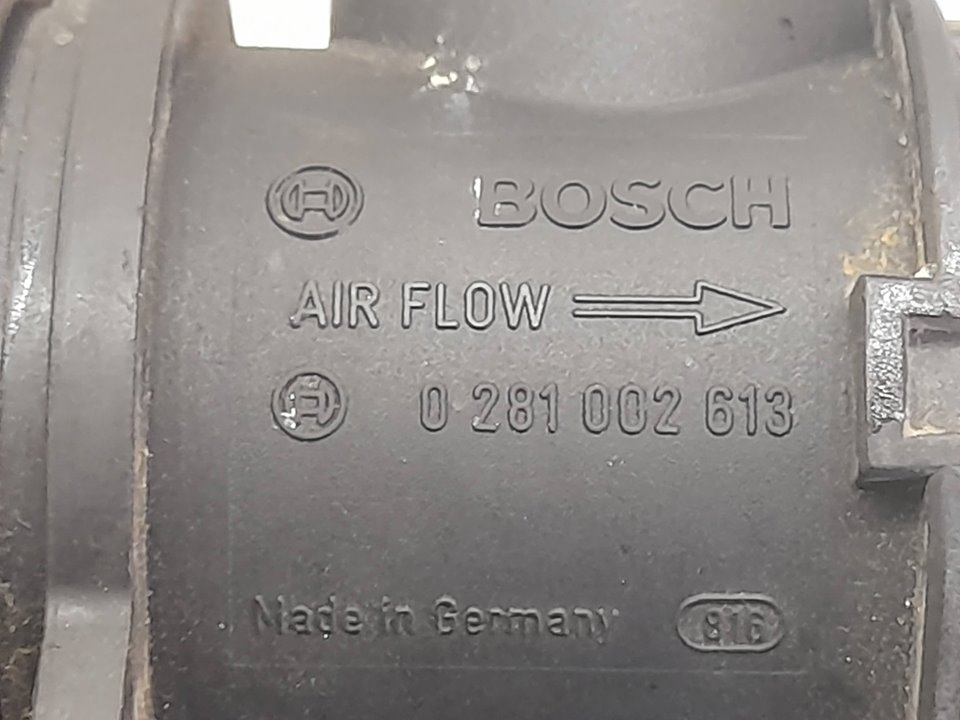 BOSCH
AIR FLOW
0 281 002 613
Made in Germany 816